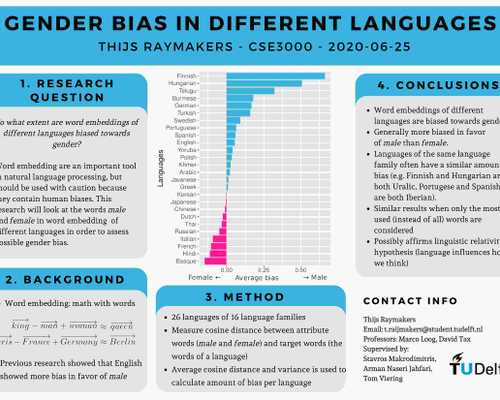 GENDER BIAS IN DIFFERENT LANGUAGES
THIJS RAYMAKERS - CSE3000 - 2020-06-25
1. RESEARCH
QUESTION
o what extent are word embeddings of
different languages biased towards
gender?
Word embedding are an important tool
natural language processing, but
should be used with caution because
they contain human biases. This
research will look at the words male
and female in word embedding of
different languages in order to assess
possible gender bias.
2. BACKGROUND
Word embedding: math with words
king - man + woman ≈ queen
ris - France + Germany ≈ Berlin
Previous research showed that English
showed more bias in favor of male
Languages
Finnish
Hungarian
Telugu
Burmese
German
Turkish
Swedish
Portuguese
Spanish
English
Yoruba
Polish
Khmer
Arabic
Javanese
Greek
Korean
Japanese
Chinese
Dutch
Thai
Russian
Italian
French
Hindi
Basque
0.00 0.25 0.50
Female ← Average bias → Male
3. METHOD
• 26 languages of 16 language families
• Measure cosine distance between attribute
words (male and female) and target words (the
words of a language)
• Average cosine distance and variance is used to
calculate amount of bias per language
4. CONCLUSIONS
• Word embeddings of different
languages are biased towards gende
• Generally more biased in favor
of male than female.
• Languages of the same language
family often have a similar amoun
bias (e.g. Finnish and Hungarian ar
both Uralic, Portugese and Spanish
are both Iberian).
• Similar results when only the most
used (instead of all) words are
considered
• Possibly affirms linguistic relativit
hypothesis (language influences ho
we think)
CONTACT INFO
Thijs Raymakers
Email: t.raijmakers@student.tudelft.nl
Professors: Marco Loog, David Tax
Supervised by:
Stavros Makrodimitris,
Arman Naseri Jahfari,
Tom Viering
TUDelf